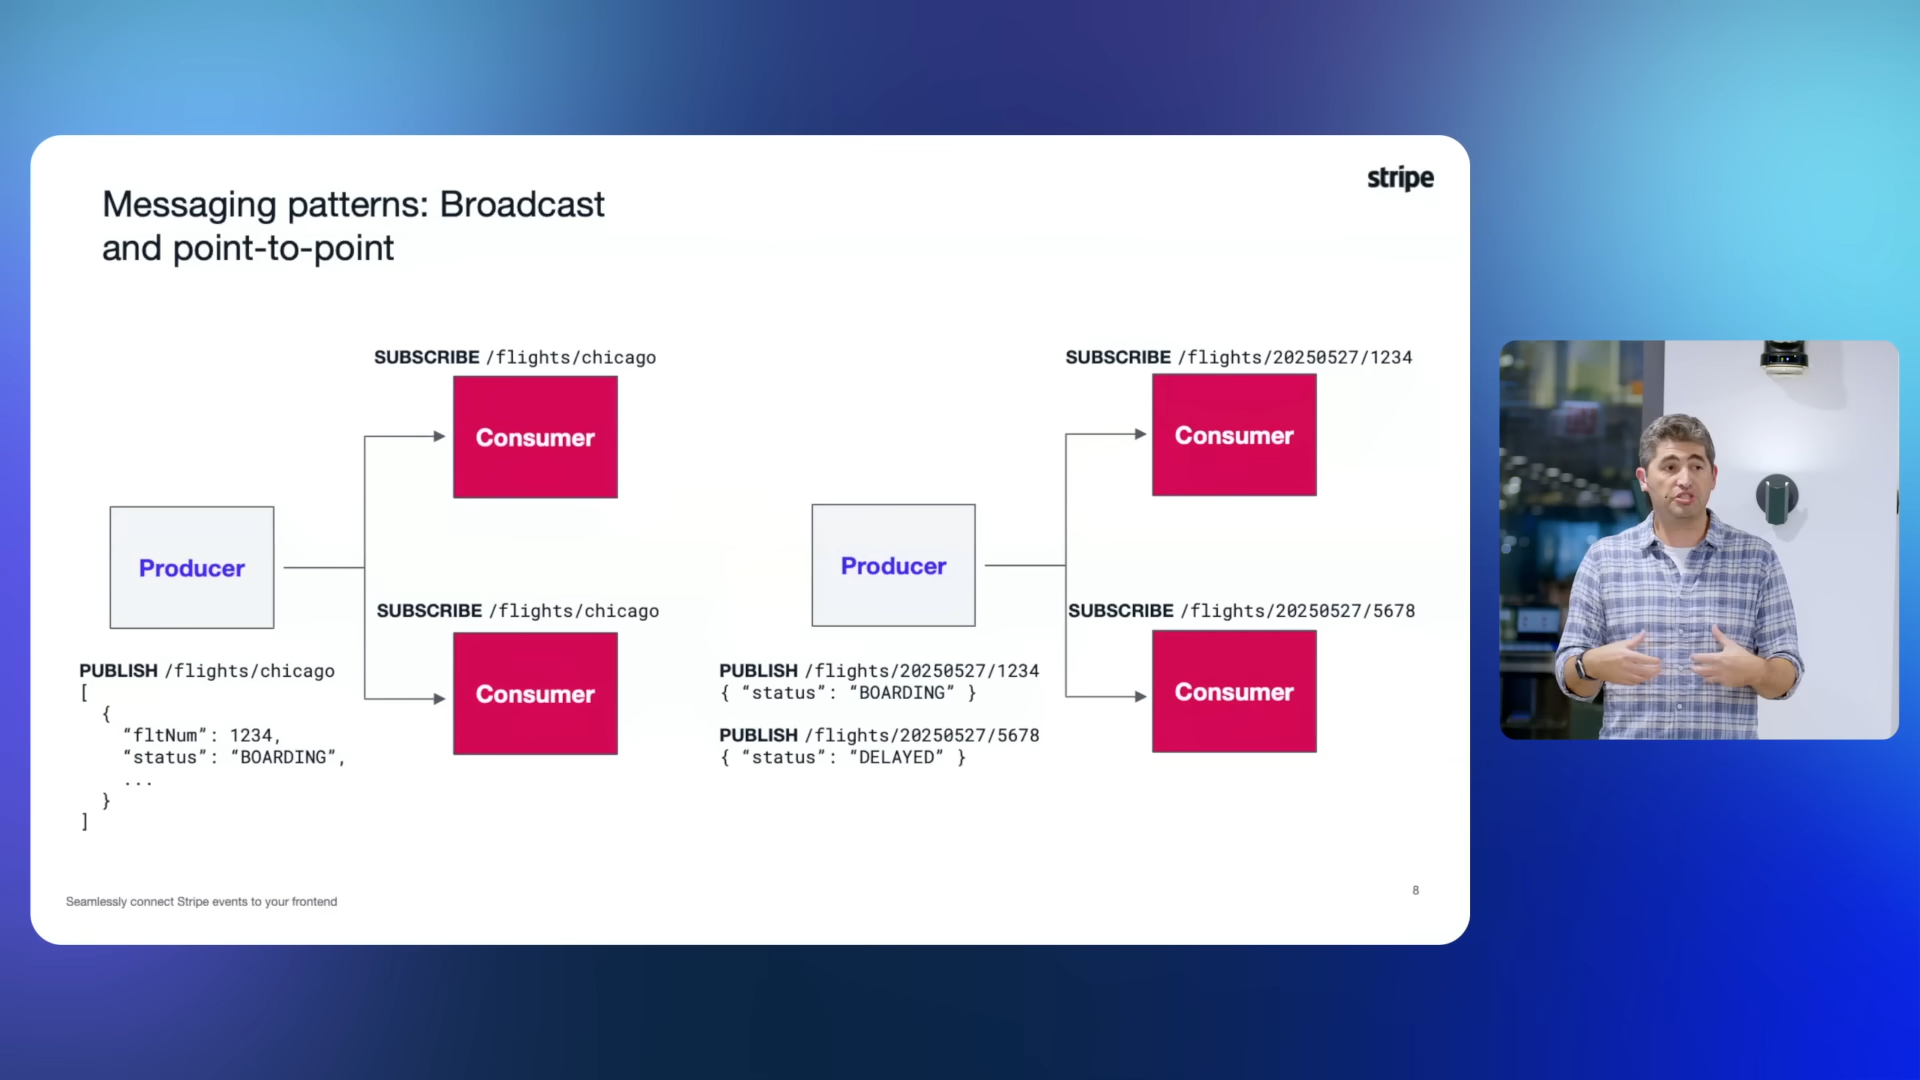 stripe
Messaging patterns: Broadcast
and point-to-point
SUBSCRIBE /flights/chicago
Consumer
Producer
SUBSCRIBE /flights/chicago
Consumer
PUBLISH /flights/chicago
[
{
“fltNum”: 1234,
“status”: “BOARDING”,
...
}
]
SUBSCRIBE /flights/20250527/1234
Consumer
Producer
SUBSCRIBE /flights/20250527/5678
Consumer
PUBLISH /flights/20250527/1234
{ “status”: “BOARDING” }
PUBLISH /flights/20250527/5678
{ “status”: “DELAYED” }
Seamlessly connect Stripe events to your frontend
8